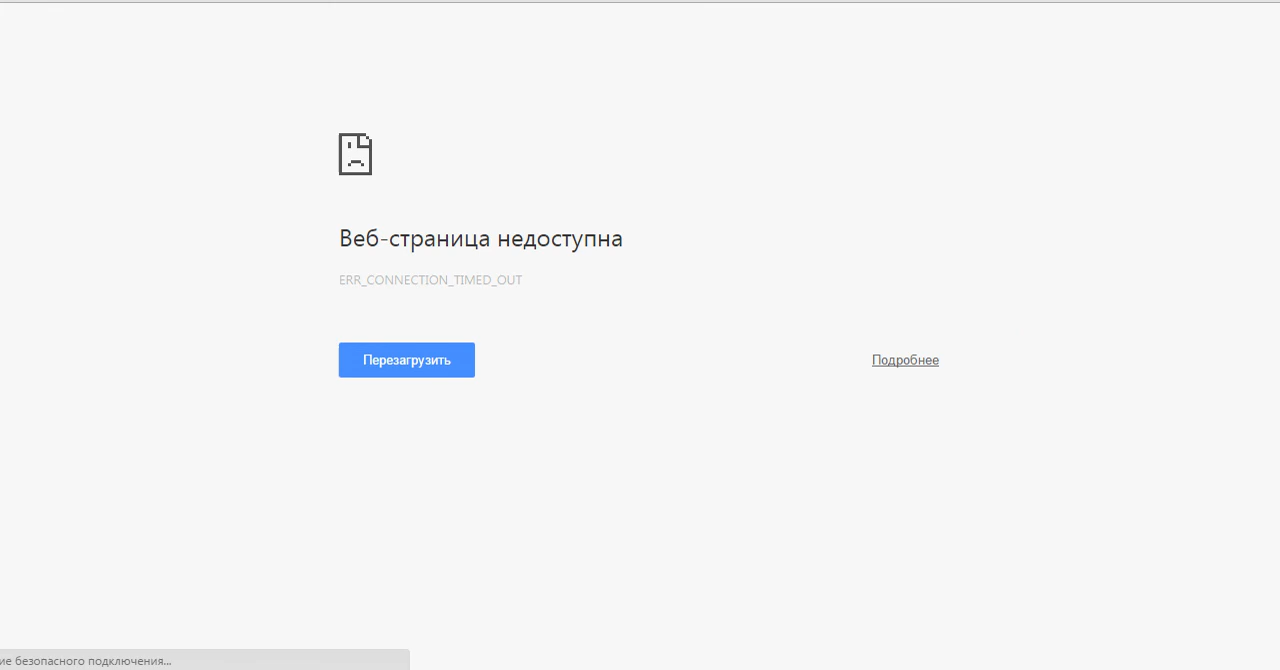 Веб-страница недоступна
ERR_CONNECTION_TIMED_OUT
Перезагрузить
Подробнее
безопасного подключения...